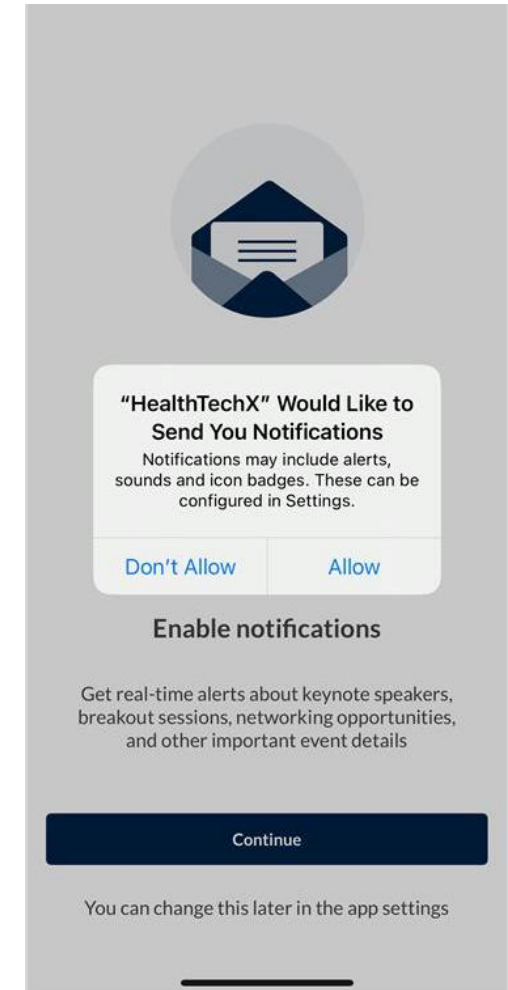 “HealthTechX” Would Like to
Send You Notifications
Notifications may include alerts,
sounds and icon badges. These can be
configured in Settings.
Don’t Allow
Allow
Enable notifications
Get real-time alerts about keynote speakers,
breakout sessions, networking opportunities,
and other important event details
Continue
You can change this later in the app settings